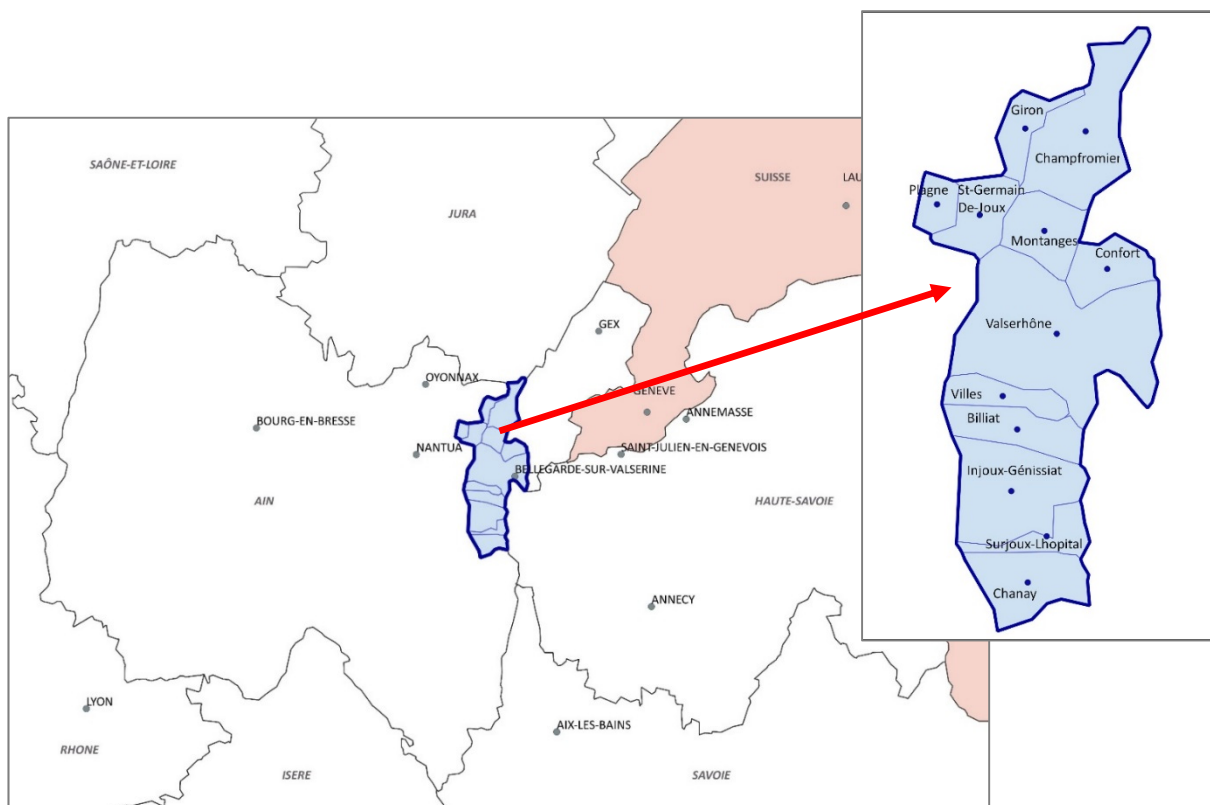 SAÔNE-ET-LOIRE
JURA
SUISSE
LAU
GEX
OYONNAX
GENEVE
ANNEMASSE
BOURG-EN-BRESSE
NANTUA
SAINT-JULIEN-EN-GENEVOIS
BELLEGARDE-SUR-VALSERINE
AIN
HAUTE-SAVOIE
ANNECY
LYON
AIX-LES-BAINS
RHONE
ISERE
SAVOIE
Giron
Champfromier
Plagne
St-Germain
De-Joux
Montanges
Confort
Valserhône
Villes
Billiat
Injoux-Génissiat
Surjoux-Lhopital
Chanay